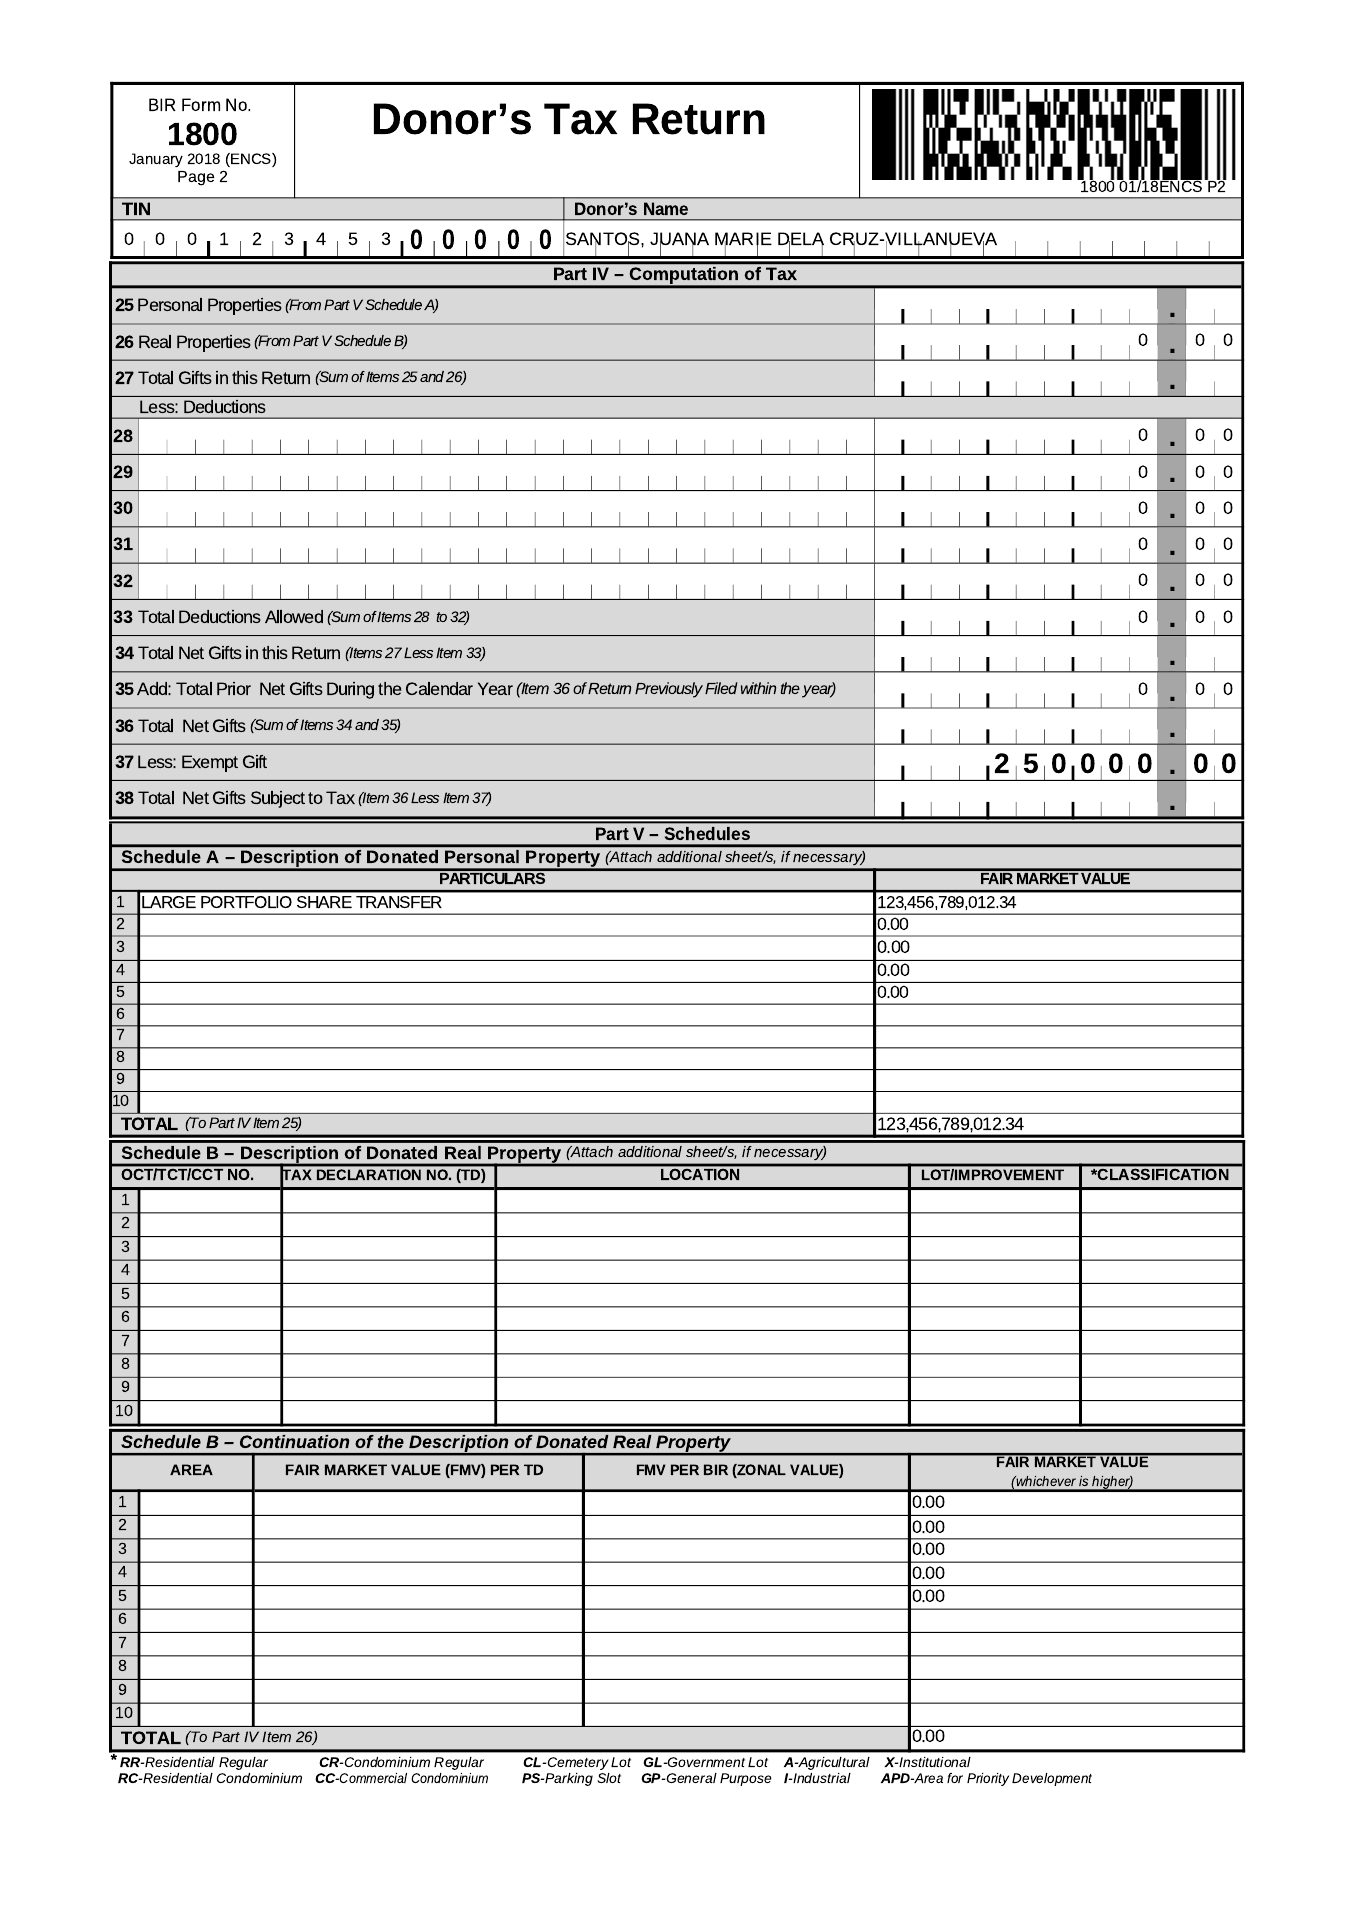 BIR Form No.
1800
January 2018 (ENCS)
Page 2
Donor’s Tax Return
1800 01/18ENCS P2
TIN
Donor’s Name
0 0 0 1 2 3 4 5 3 0 0 0 0 0
SANTOS, JUANA MARIE DELA CRUZ-VILLANUEVA
Part IV – Computation of Tax
25 Personal Properties (From Part V Schedule A) .
26 Real Properties (From Part V Schedule B) 0 . 0 0
27 Total Gifts in this Return (Sum of Items 25 and 26) .
Less: Deductions
28 0 . 0 0
29 0 . 0 0
30 0 . 0 0
31 0 . 0 0
32 0 . 0 0
33 Total Deductions Allowed (Sum of Items 28 to 32) 0 . 0 0
34 Total Net Gifts in this Return (Items 27 Less Item 33) .
35 Add: Total Prior Net Gifts During the Calendar Year (Item 36 of Return Previously Filed within the year) 0 . 0 0
36 Total Net Gifts (Sum of Items 34 and 35) .
37 Less: Exempt Gift 2 5 0 0 0 0 . 0 0
38 Total Net Gifts Subject to Tax (Item 36 Less Item 37) .
Part V – Schedules
Schedule A – Description of Donated Personal Property (Attach additional sheet/s, if necessary)
PARTICULARS FAIR MARKET VALUE
1 LARGE PORTFOLIO SHARE TRANSFER 123,456,789,012.34
2 0.00
3 0.00
4 0.00
5 0.00
6
7
8
9
10
TOTAL (To Part IV Item 25) 123,456,789,012.34
Schedule B – Description of Donated Real Property (Attach additional sheet/s, if necessary)
OCT/TCT/CCT NO. TAX DECLARATION NO. (TD) LOCATION LOT/IMPROVEMENT *CLASSIFICATION
1
2
3
4
5
6
7
8
9
10
Schedule B – Continuation of the Description of Donated Real Property
AREA FAIR MARKET VALUE (FMV) PER TD FMV PER BIR (ZONAL VALUE) FAIR MARKET VALUE
(whichever is higher)
1 0.00
2 0.00
3 0.00
4 0.00
5 0.00
6
7
8
9
10
TOTAL (To Part IV Item 26) 0.00
* RR-Residential Regular CR-Condominium Regular CL-Cemetery Lot GL-Government Lot A-Agricultural X-Institutional
RC-Residential Condominium CC-Commercial Condominium PS-Parking Slot GP-General Purpose I-Industrial APD-Area for Priority Development